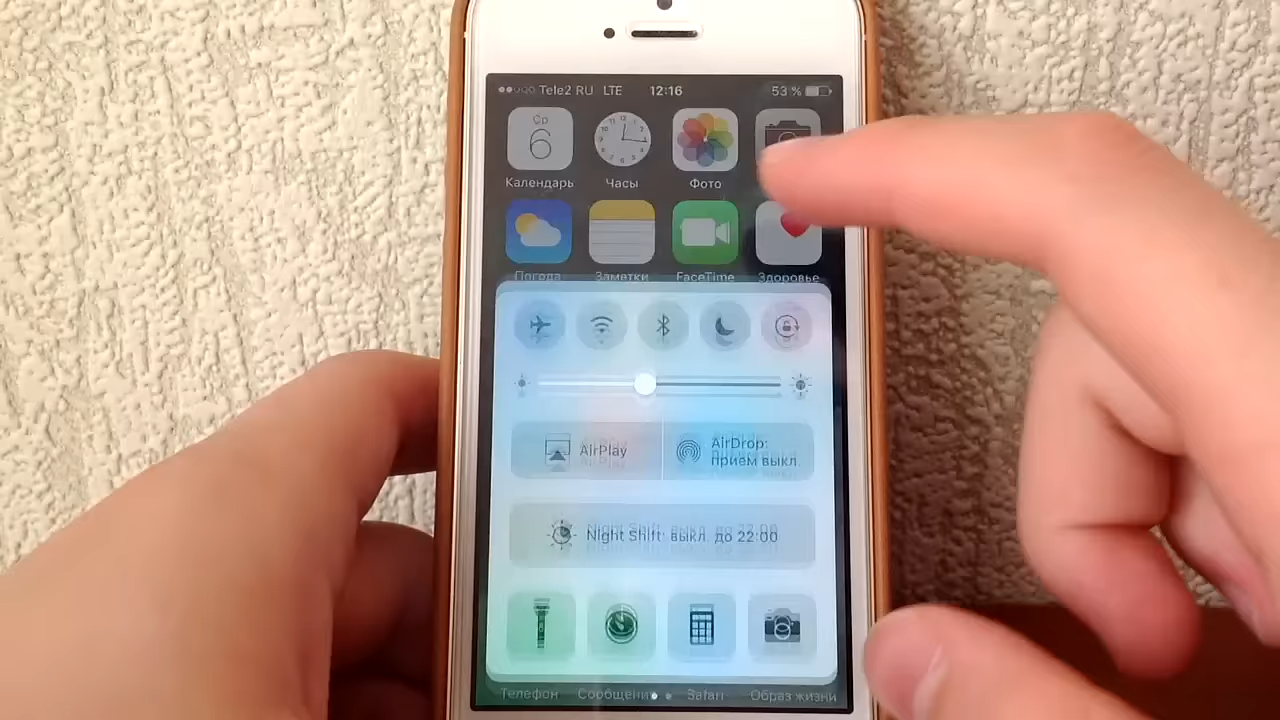 Tele2 RU LTE 12:16 53 %
Ср
6
Календарь Часы Фото
Погода Заметки FaceTime Здоровье
AirPlay
AirDrop:
прием выкл.
Night Shift: выкл. до 22:00
Телефон Сообщени Safari Образ жизни